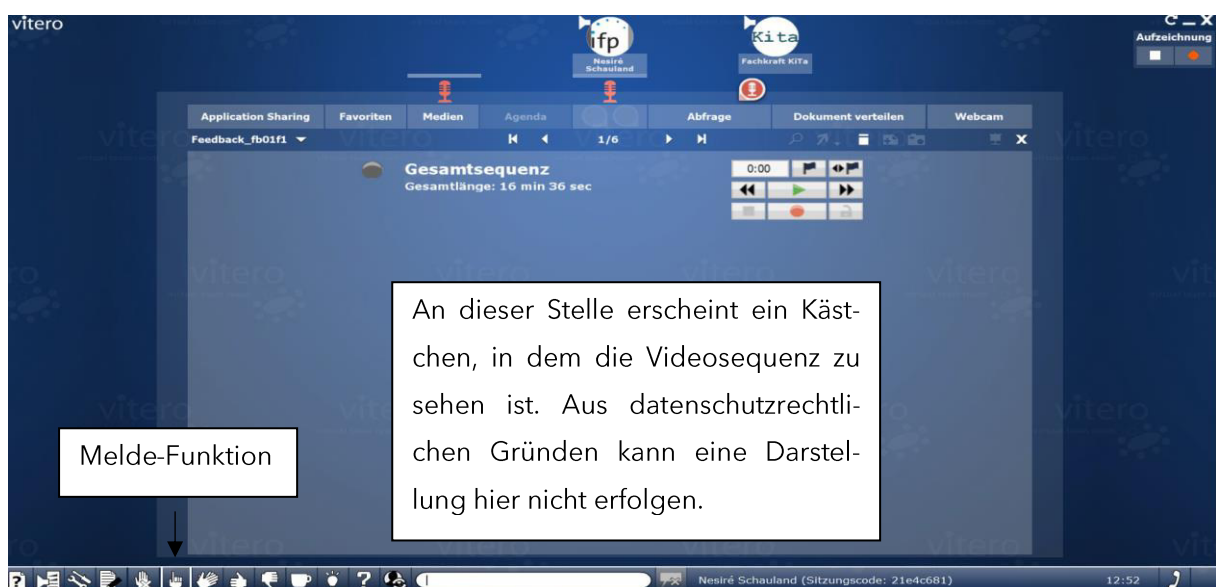 vitero
Aufzeichnung
ifp
Kita
Nesiré
Schauland
Fachkraft KiTa
Application Sharing Favoriten Medien Agenda Abfrage Dokument verteilen Webcam
Feedback_fb01f1 1/6 X
Gesamtsequenz
Gesamtlänge: 16 min 36 sec
0:00
An dieser Stelle erscheint ein Käst-
chen, in dem die Videosequenz zu
sehen ist. Aus datenschutzrechtli-
chen Gründen kann eine Darstel-
lung hier nicht erfolgen.
Melde-Funktion
Nesiré Schauland (Sitzungscode: 21e4c681) 12:52